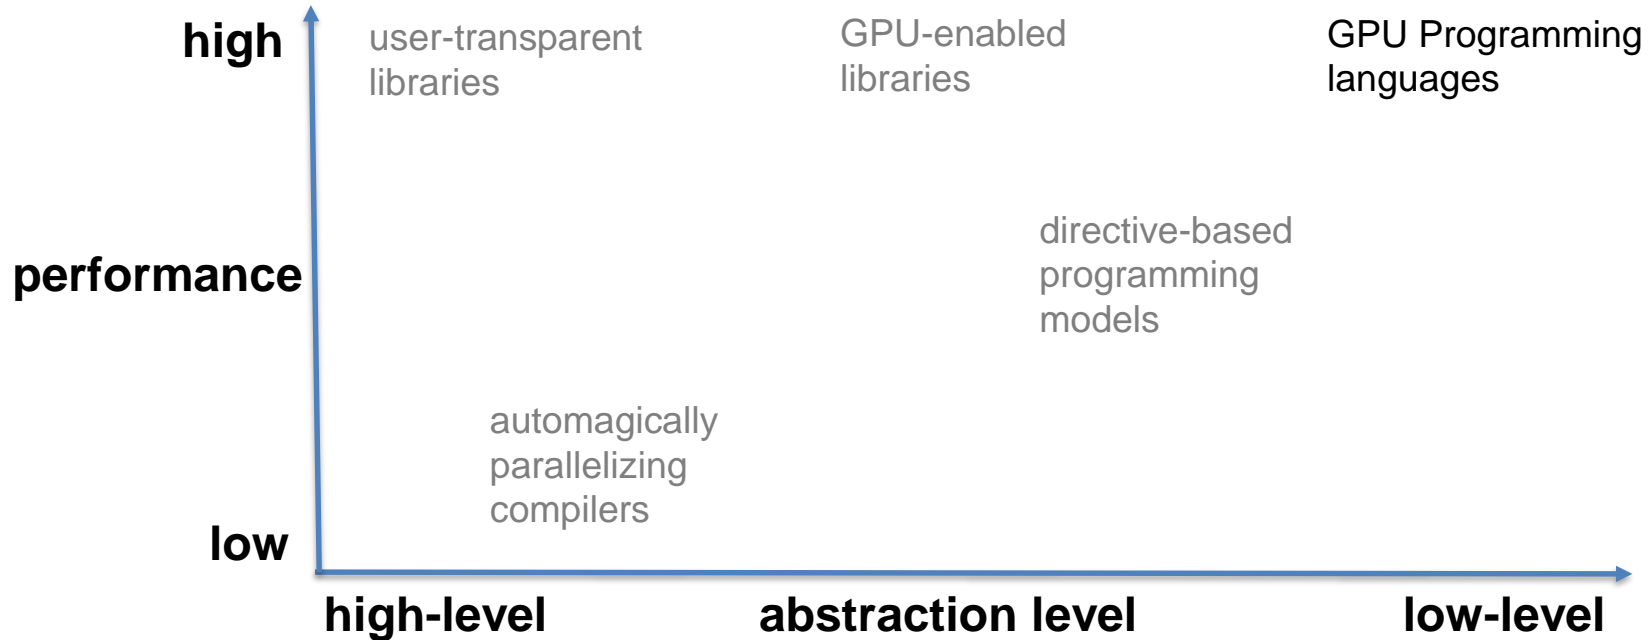 high
user-transparent
libraries
GPU-enabled
libraries
GPU Programming
languages
performance
directive-based
programming
models
automagically
parallelizing
compilers
low
high-level
abstraction level
low-level